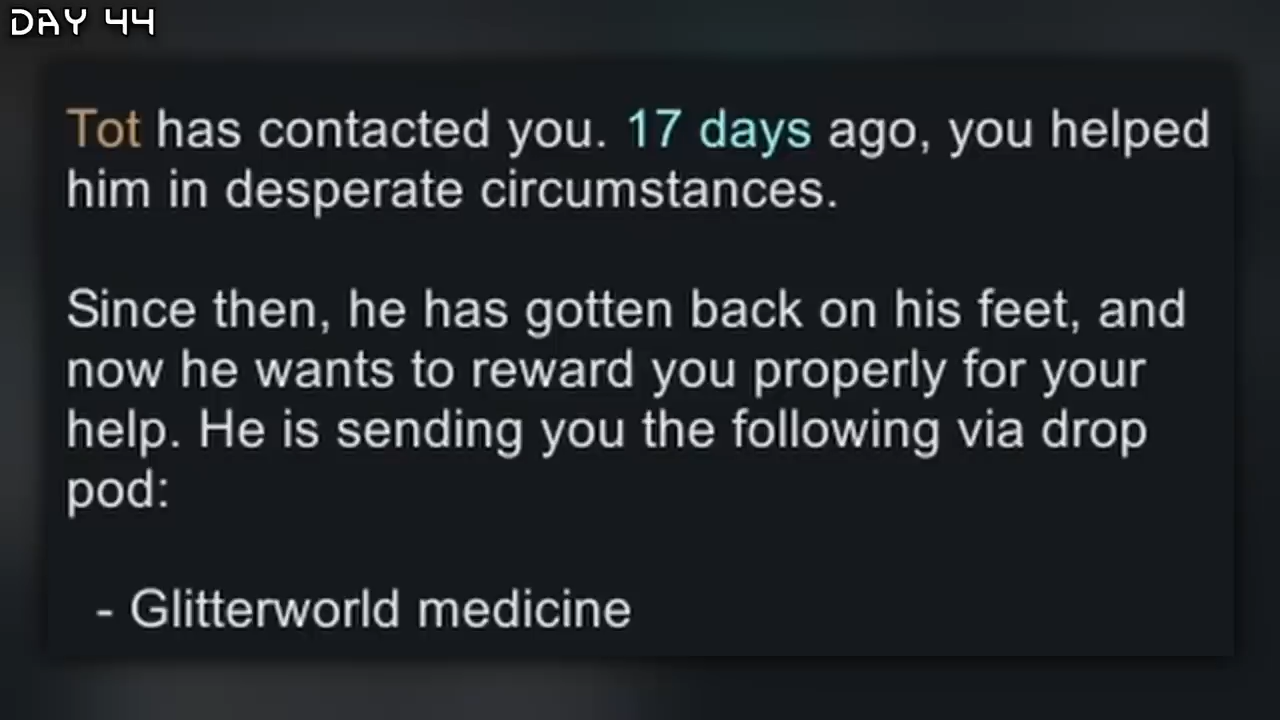 DAY 44
Tot has contacted you. 17 days ago, you helped
him in desperate circumstances.
Since then, he has gotten back on his feet, and
now he wants to reward you properly for your
help. He is sending you the following via drop
pod:
- Glitterworld medicine